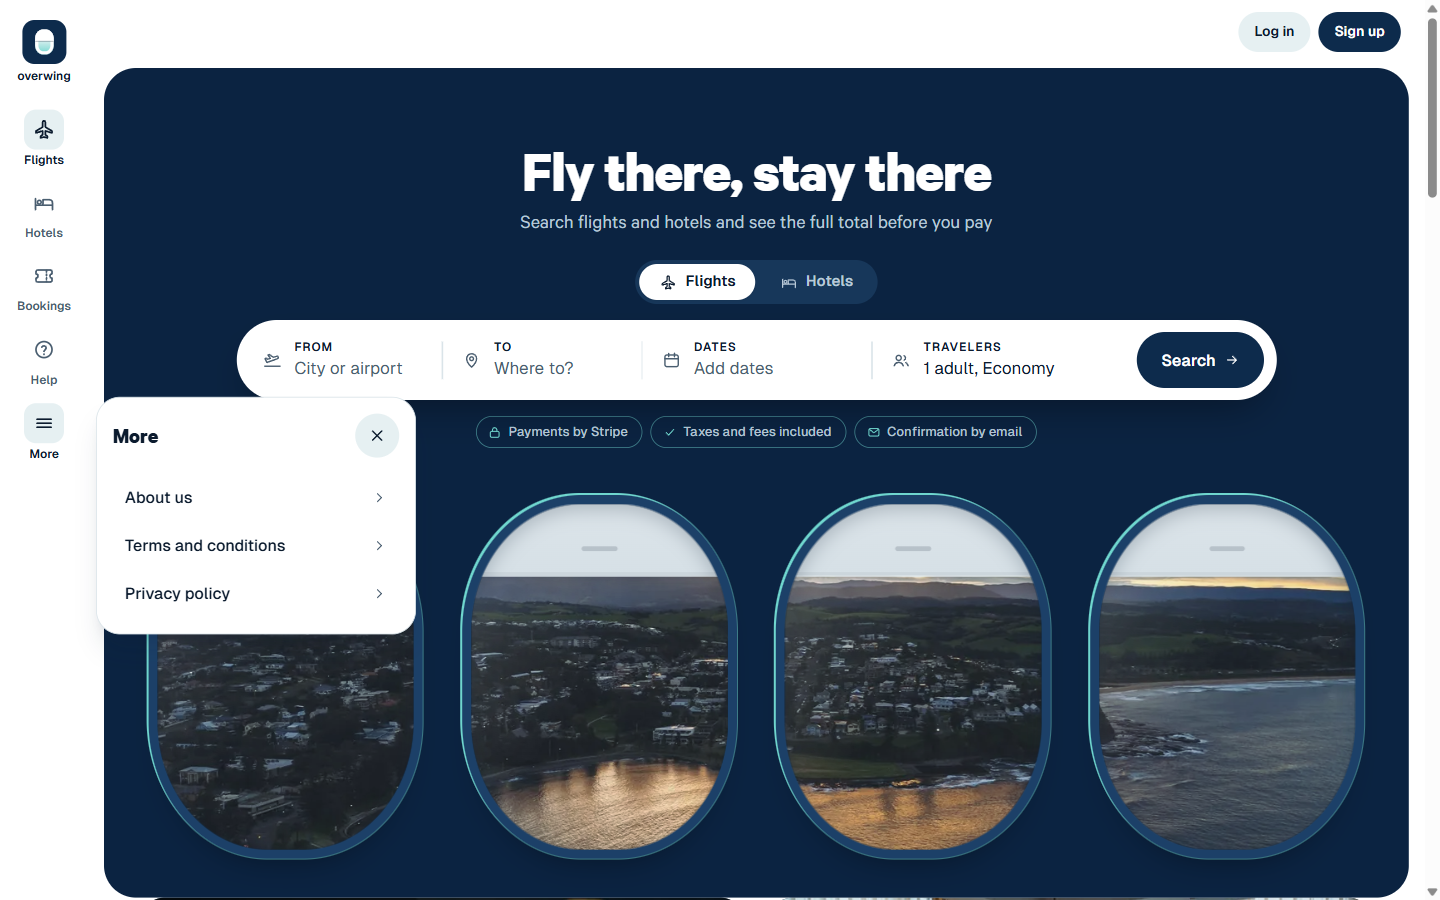 overwing
Flights
Hotels
Bookings
Help
More
Log in
Sign up
Fly there, stay there
Search flights and hotels and see the full total before you pay
Flights
Hotels
FROM
City or airport
TO
Where to?
DATES
Add dates
TRAVELERS
1 adult, Economy
Search
Payments by Stripe
Taxes and fees included
Confirmation by email
More
About us
Terms and conditions
Privacy policy